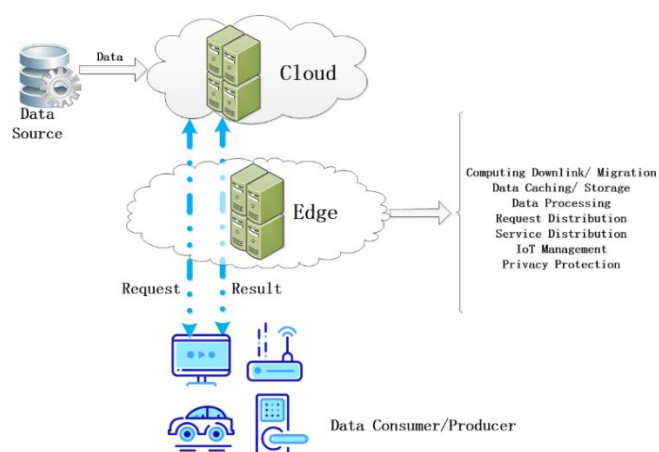 Data
Cloud
Data
Source
Edge
Computing Downlink/ Migration
Data Caching/ Storage
Data Processing
Request Distribution
Service Distribution
IoT Management
Privacy Protection
Request
Result
Data Consumer/Producer